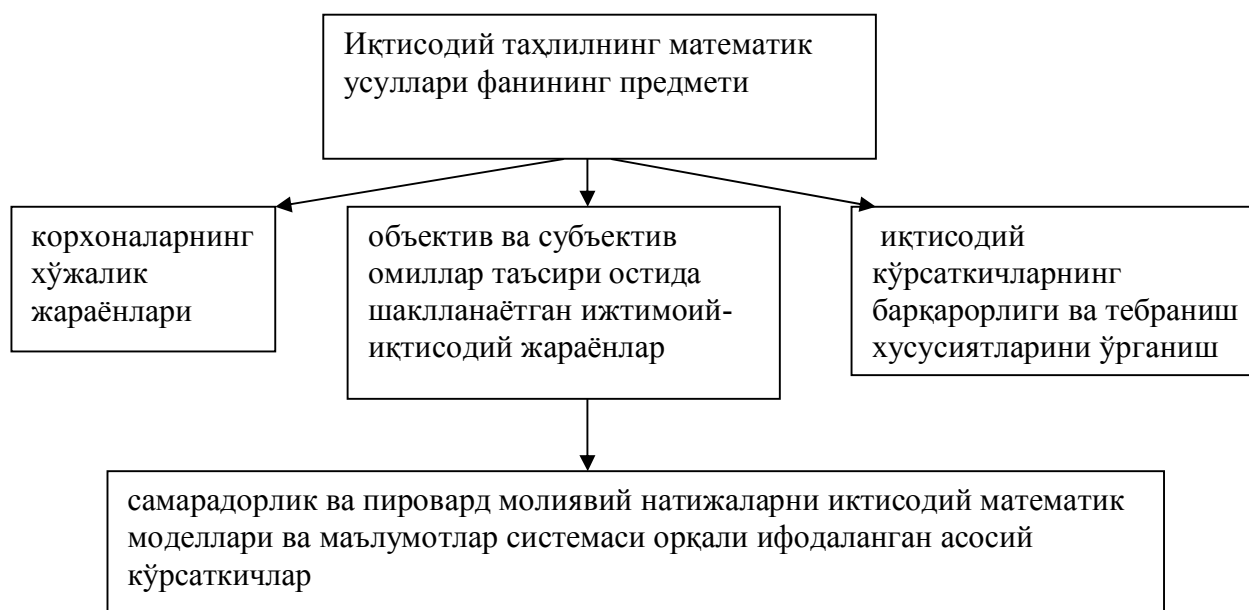 Иқтисодий таҳлилнинг математик
усуллари фанининг предмети
корхоналарнинг
хўжалик
жараёнлари
объектив ва субъектив
омиллар таъсири остида
шаклланаётган ижтимоий-
иқтисодий жараёнлар
иқтисодий
кўрсаткичларнинг
барқарорлиги ва тебраниш
хусусиятларини ўрганиш
самарадорлик ва пировард молиявий натижаларни иктисодий математик
моделлари ва маълумотлар системаси орқали ифодаланган асосий
кўрсаткичлар